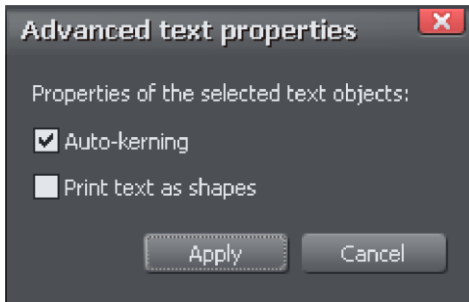 Advanced text properties
Properties of the selected text objects:
Auto-kerning
Print text as shapes
Apply Cancel